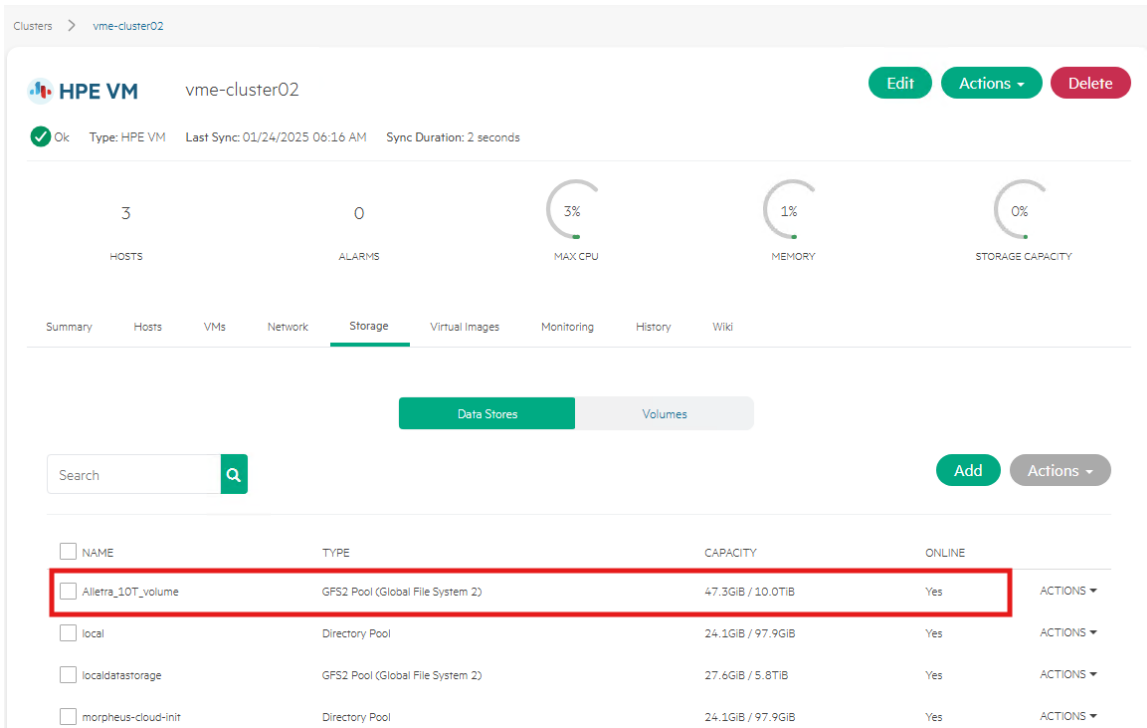 Clusters > vme-cluster02
HPE VM vme-cluster02 Edit Actions Delete
Ok Type: HPE VM Last Sync: 01/24/2025 06:16 AM Sync Duration: 2 seconds
3 0 3% 1% 0%
HOSTS ALARMS MAX CPU MEMORY STORAGE CAPACITY
Summary Hosts VMs Network Storage Virtual Images Monitoring History Wiki
Data Stores Volumes
Search Add Actions
NAME TYPE CAPACITY ONLINE
Alletra_10T_volume GFS2 Pool (Global File System 2) 47.3GiB / 10.0TiB Yes ACTIONS
local Directory Pool 24.1GiB / 97.9GiB Yes ACTIONS
localdatastorage GFS2 Pool (Global File System 2) 27.6GiB / 5.8TiB Yes ACTIONS
morpheus-cloud-init Directory Pool 24.1GiB / 97.9GiB Yes ACTIONS